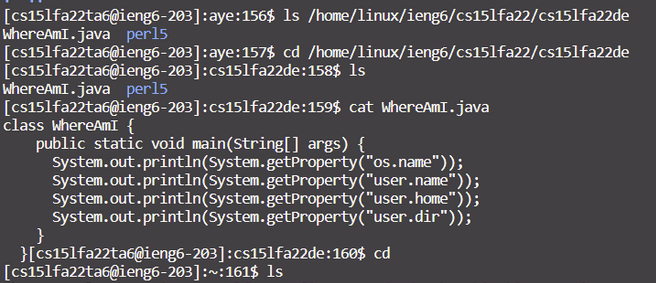 [cs15lfa22ta6@ieng6-203]:aye:156$ ls /home/linux/ieng6/cs15lfa22/cs15lfa22de
WhereAmI.java  perl5
[cs15lfa22ta6@ieng6-203]:aye:157$ cd /home/linux/ieng6/cs15lfa22/cs15lfa22de
[cs15lfa22ta6@ieng6-203]:cs15lfa22de:158$ ls
WhereAmI.java  perl5
[cs15lfa22ta6@ieng6-203]:cs15lfa22de:159$ cat WhereAmI.java
class WhereAmI {
    public static void main(String[] args) {
      System.out.println(System.getProperty("os.name"));
      System.out.println(System.getProperty("user.name"));
      System.out.println(System.getProperty("user.home"));
      System.out.println(System.getProperty("user.dir"));
    }
  }[cs15lfa22ta6@ieng6-203]:cs15lfa22de:160$ cd
[cs15lfa22ta6@ieng6-203]:~:161$ ls